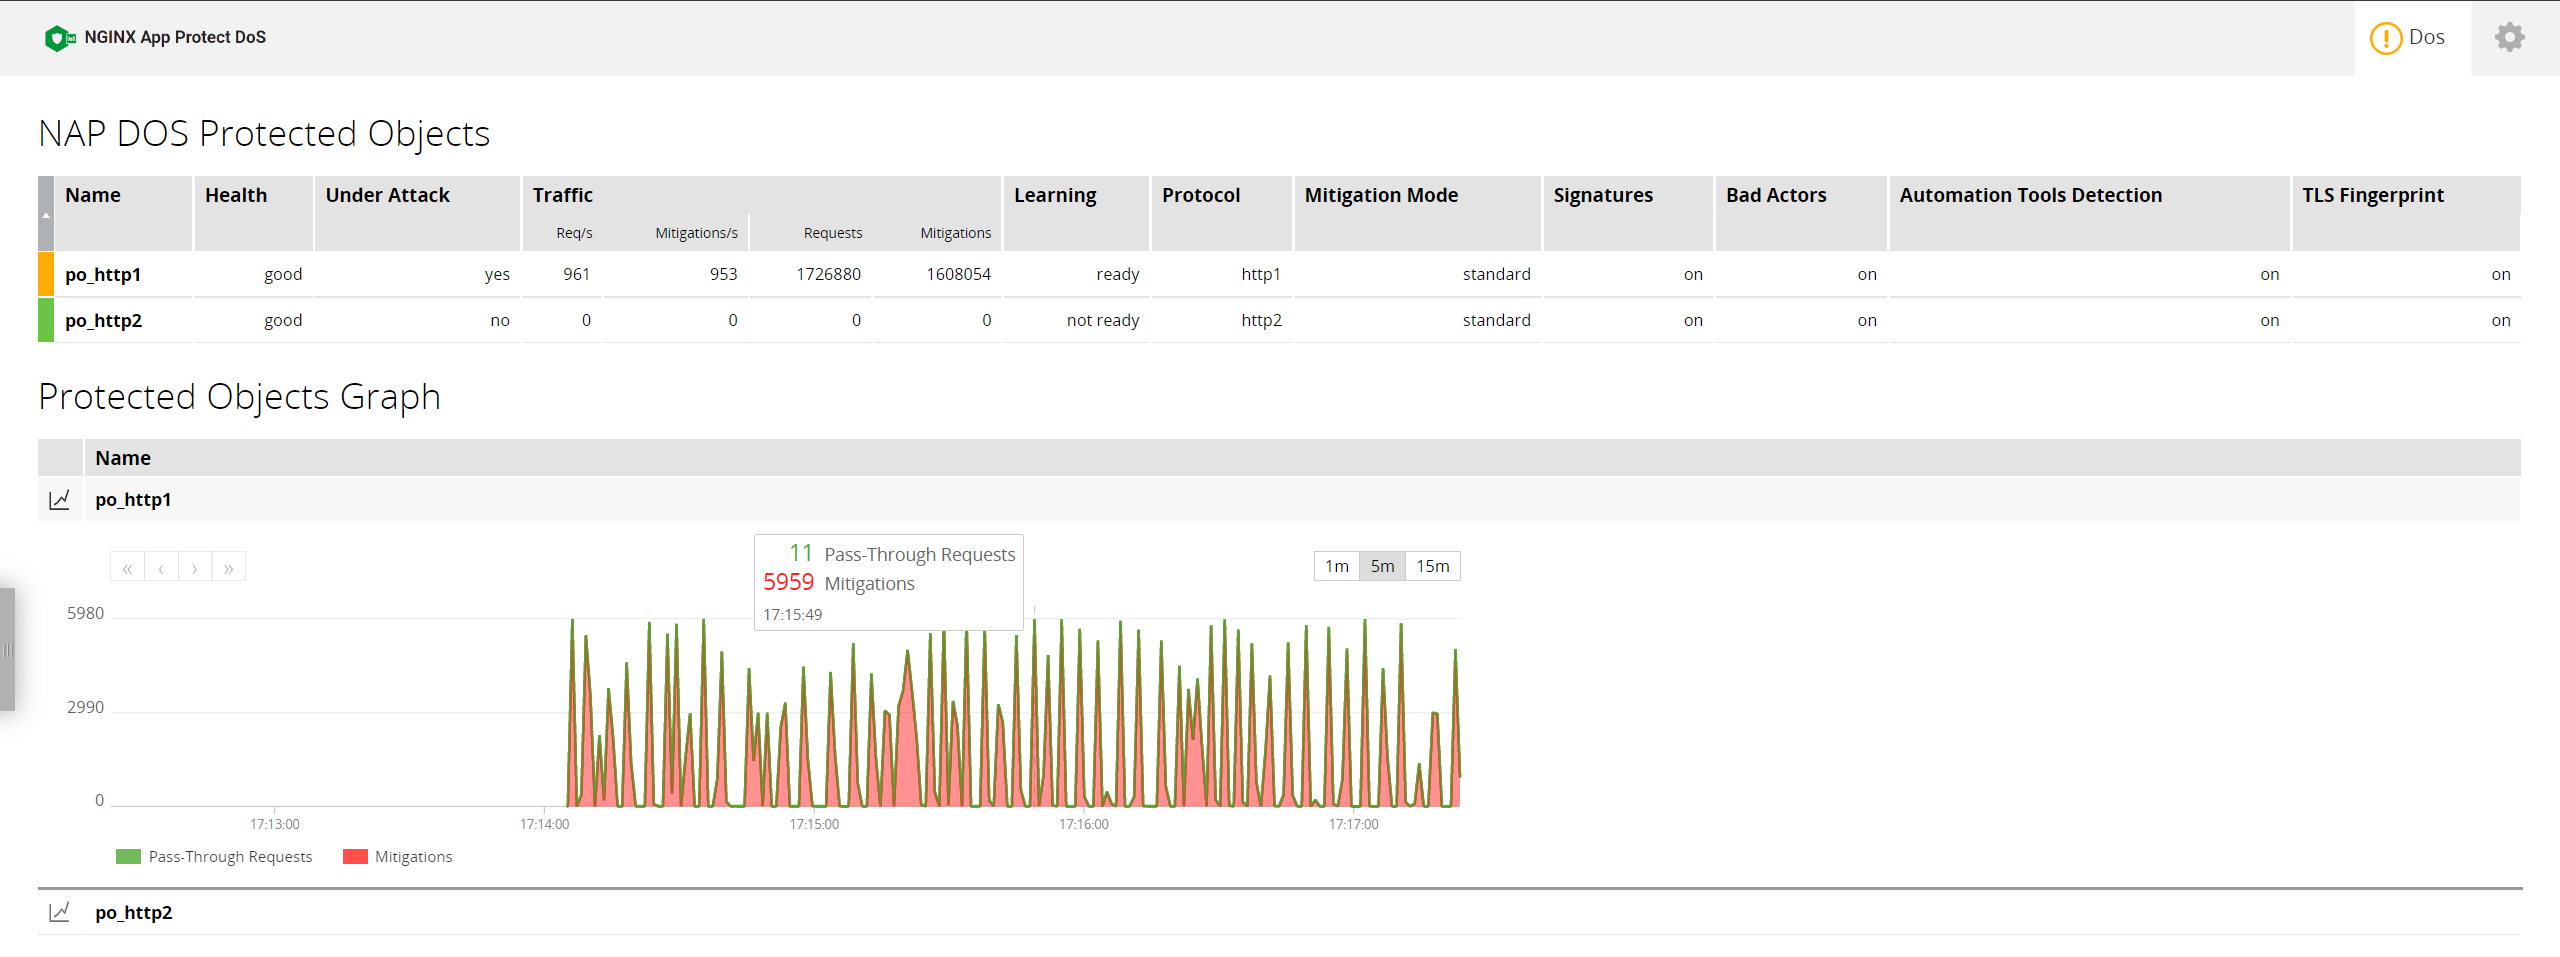 NGINX App Protect DoS
Dos
NAP DOS Protected Objects
Name Health Under Attack Traffic Learning Protocol Mitigation Mode Signatures Bad Actors Automation Tools Detection TLS Fingerprint
Req/s Mitigations/s Requests Mitigations
po_http1 good yes 961 953 1726880 1608054 ready http1 standard on on on on
po_http2 good no 0 0 0 0 not ready http2 standard on on on on
Protected Objects Graph
Name
po_http1
« ‹ › »
11 Pass-Through Requests
5959 Mitigations
17:15:49
1m 5m 15m
5980
2990
0
17:13:00 17:14:00 17:15:00 17:16:00 17:17:00
Pass-Through Requests Mitigations
po_http2